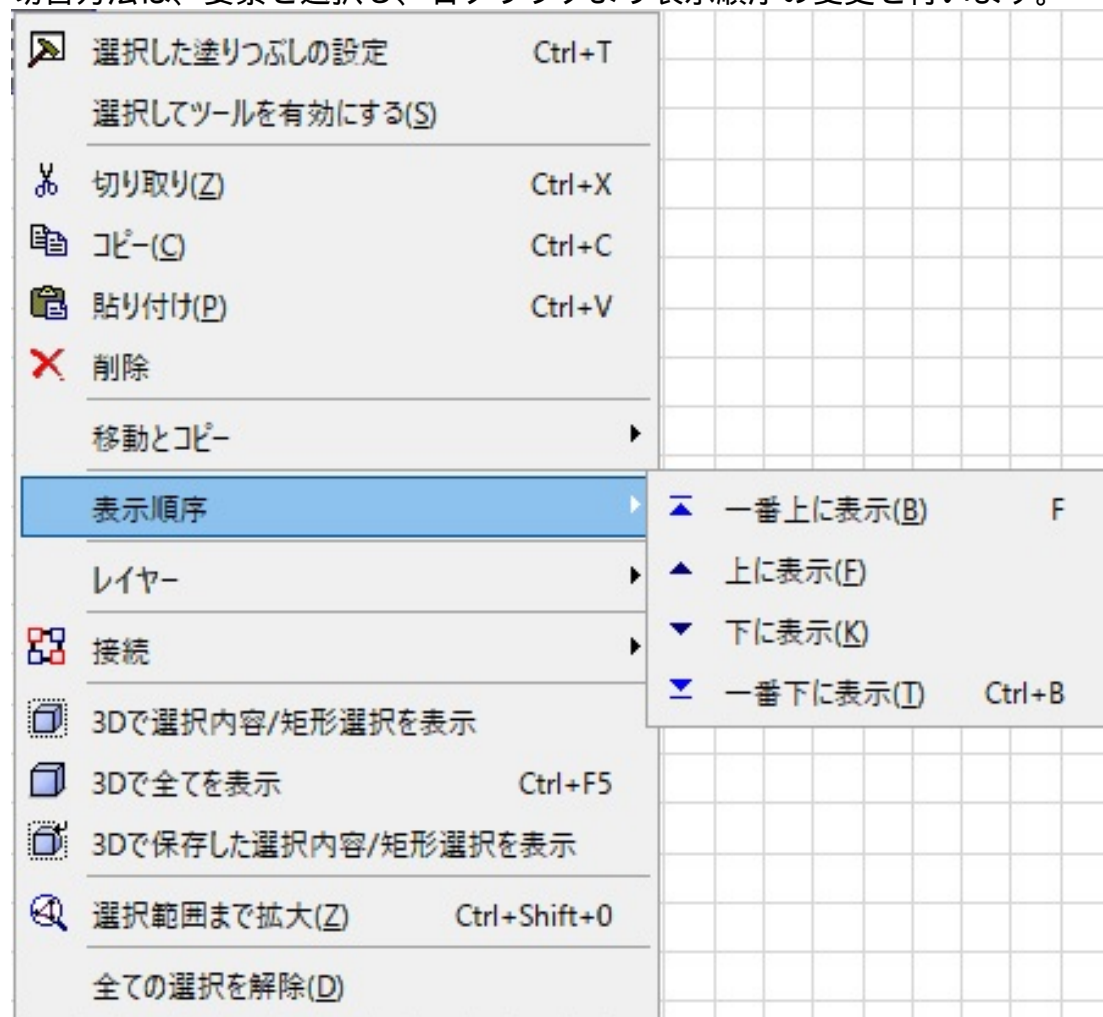 選択した塗りつぶしの設定 Ctrl+T
選択してツールを有効にする(S)
切り取り(Z) Ctrl+X
コピー(C) Ctrl+C
貼り付け(P) Ctrl+V
削除
移動とコピー
表示順序
一番上に表示(B) F
上に表示(F)
下に表示(K)
一番下に表示(T) Ctrl+B
レイヤー
接続
3Dで選択内容/矩形選択を表示
3Dで全てを表示 Ctrl+F5
3Dで保存した選択内容/矩形選択を表示
選択範囲まで拡大(Z) Ctrl+Shift+0
全ての選択を解除(D)